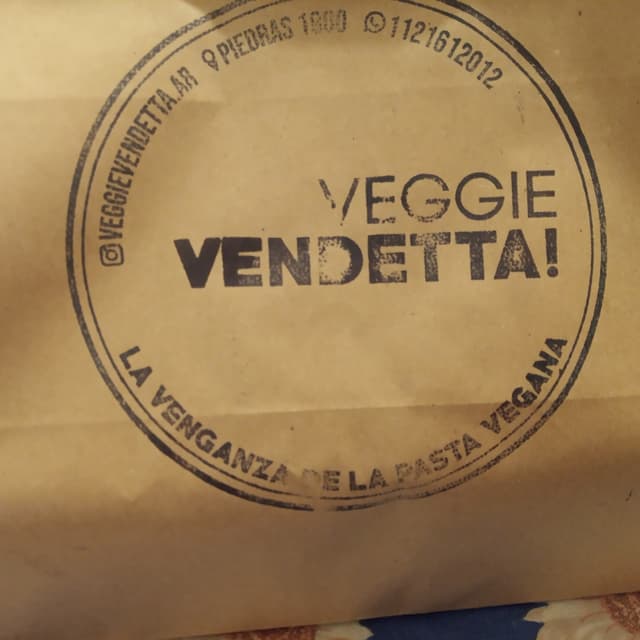 VEGGIEVENDETTA.AR PIEDRAS 1800 1121612012
VEGGIE
VENDETTA!
LA VENGANZA DE LA PASTA VEGANA